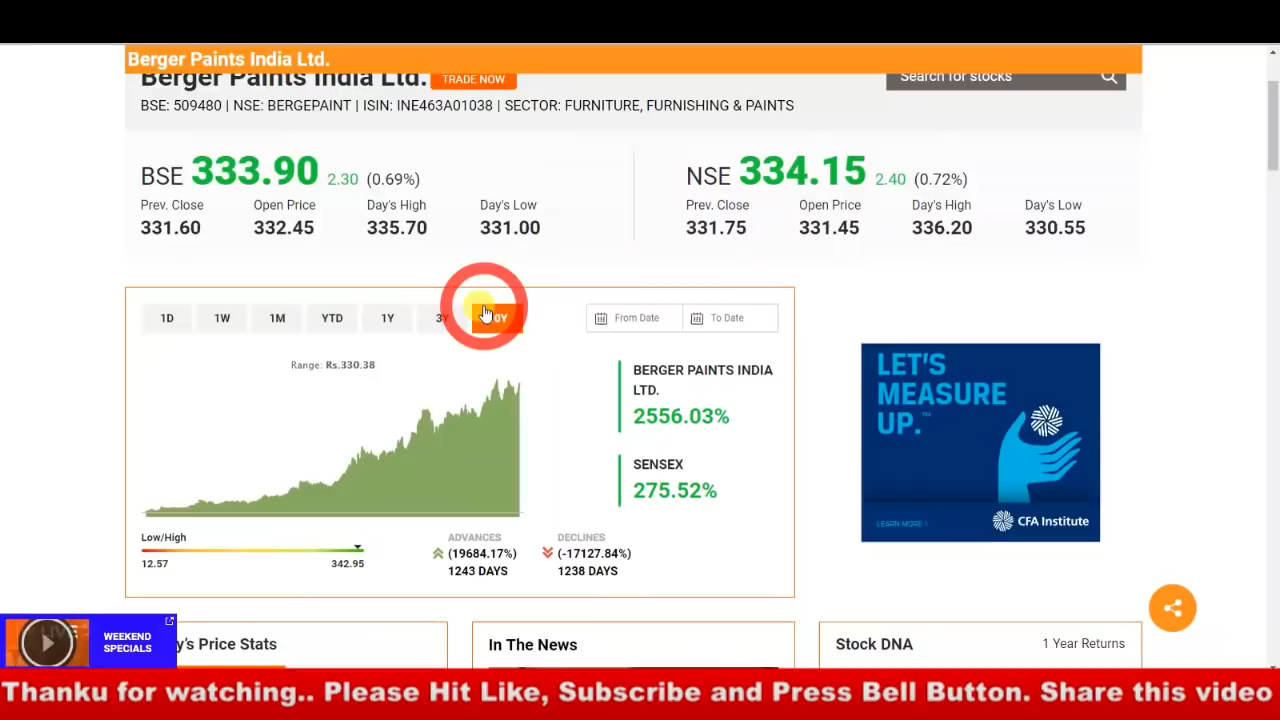 Berger Paints India Ltd.
Berger Paints India Ltd. TRADE NOW
Search for stocks
BSE: 509480 | NSE: BERGEPAINT | ISIN: INE463A01038 | SECTOR: FURNITURE, FURNISHING & PAINTS
BSE 333.90 2.30 (0.69%)
Prev. Close Open Price Day's High Day's Low
331.60 332.45 335.70 331.00
NSE 334.15 2.40 (0.72%)
Prev. Close Open Price Day's High Day's Low
331.75 331.45 336.20 330.55
1D 1W 1M YTD 1Y 3Y 0Y
From Date To Date
Range: Rs.330.38
BERGER PAINTS INDIA
LTD.
2556.03%
SENSEX
275.52%
Low/High
12.57 342.95
ADVANCES
(19684.17%)
1243 DAYS
DECLINES
(-17127.84%)
1238 DAYS
LET'S
MEASURE
UP.™
LEARN MORE
CFA Institute
WEEKEND
SPECIALS
y's Price Stats
In The News
Stock DNA 1 Year Returns
Thanku for watching.. Please Hit Like, Subscribe and Press Bell Button. Share this video